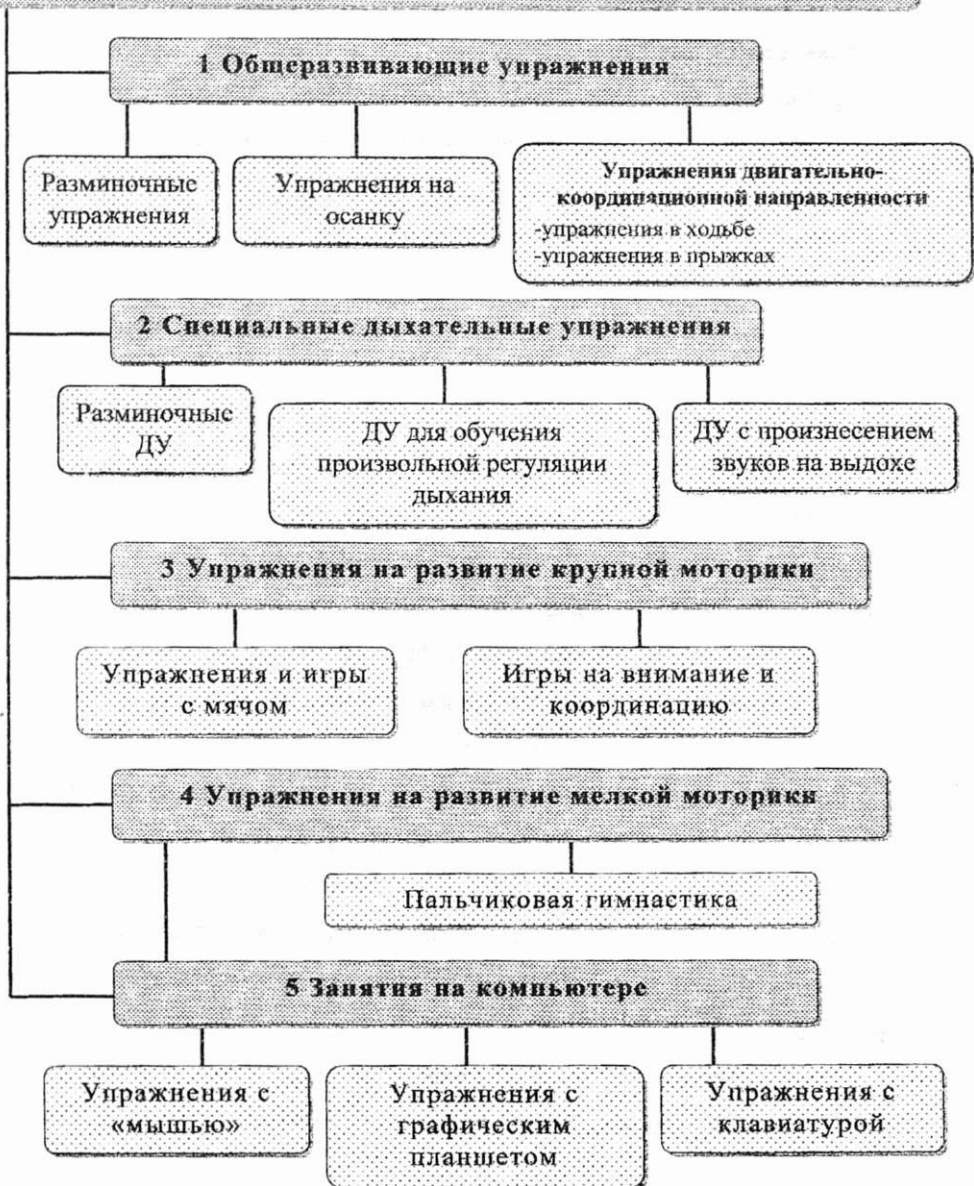 1 Общеразвивающие упражнения
Разминочные
упражнения
Упражнения на
осанку
Упражнения двигательно-
координационной направленности
-упражнения в ходьбе
-упражнения в прыжках
2 Специальные дыхательные упражнения
Разминочные
ДУ
ДУ для обучения
произвольной регуляции
дыхания
ДУ с произнесением
звуков на выдохе
3 Упражнения на развитие крупной моторики
Упражнения и игры
с мячом
Игры на внимание и
координацию
4 Упражнения на развитие мелкой моторики
Пальчиковая гимнастика
5 Занятия на компьютере
Упражнения с
«мышью»
Упражнения с
графическим
планшетом
Упражнения с
клавиатурой